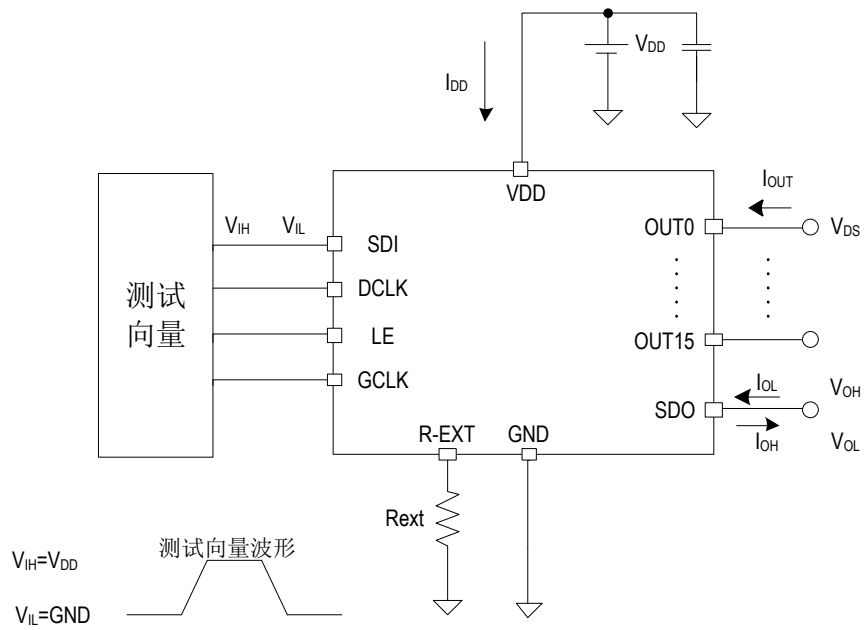 VDD
IDD
VDD
IOUT
OUT0
VDS
VIH VIL
SDI
测试
向量
DCLK
LE
OUT15
GCLK
IOL
VOH
SDO
R-EXT GND
IOH
VOL
Rext
测试向量波形
VIH=VDD
VIL=GND